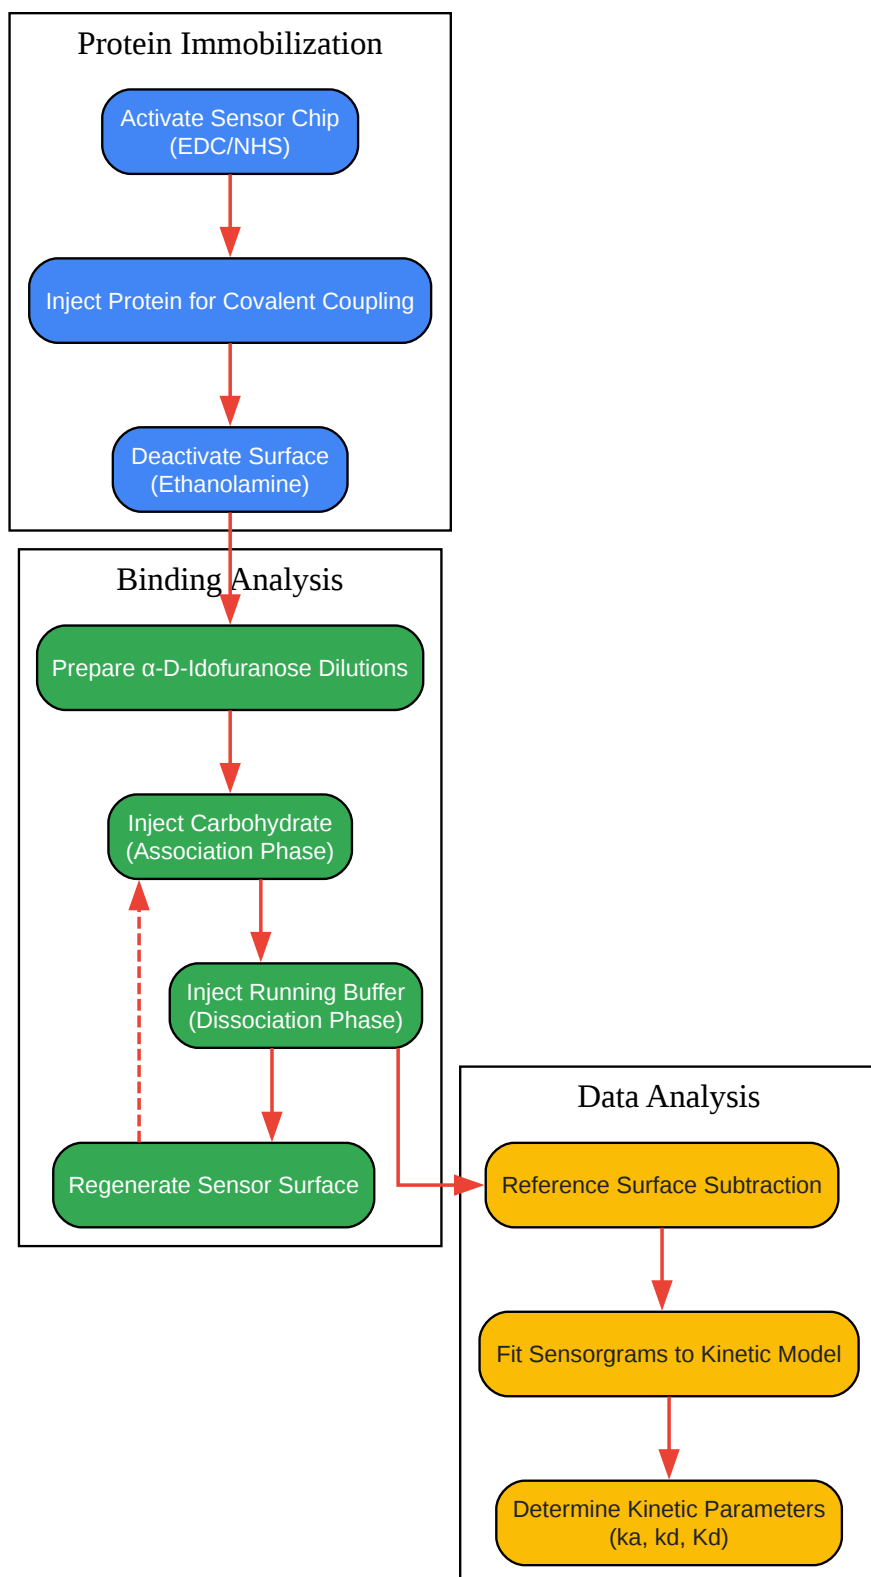 Protein Immobilization
Activate Sensor Chip
(EDC/NHS)
Inject Protein for Covalent Coupling
Deactivate Surface
(Ethanolamine)
Binding Analysis
Prepare α-D-Idofuranose Dilutions
Inject Carbohydrate
(Association Phase)
Inject Running Buffer
(Dissociation Phase)
Regenerate Sensor Surface
Data Analysis
Reference Surface Subtraction
Fit Sensorgrams to Kinetic Model
Determine Kinetic Parameters
(ka, kd, Kd)